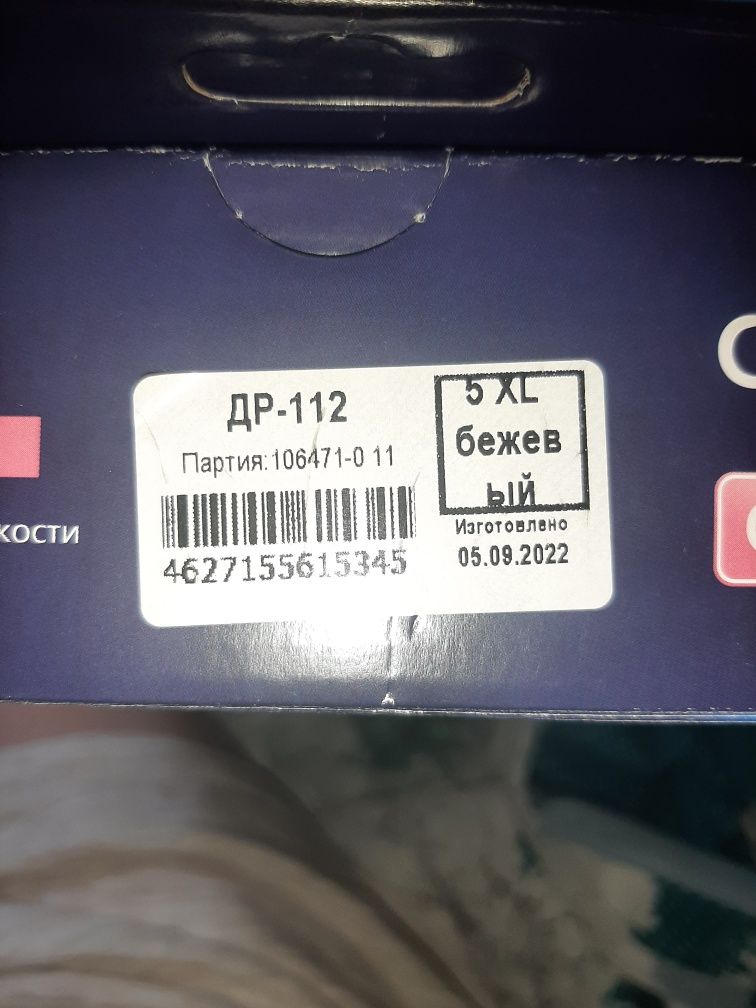 ДР-112
Партия:106471-0 11
4627155615345
5 XL
бежев
ый
Изготовлено
05.09.2022
кости